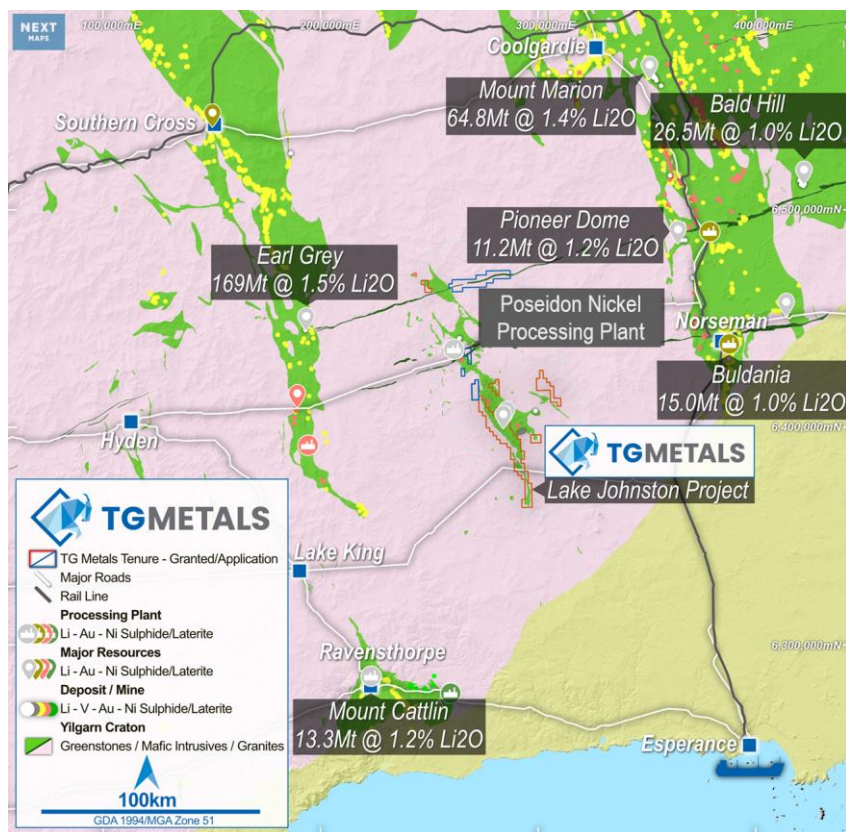 NEXT
MAPS
100,000mE
200,000mE
300,000mE
400,000mE
Coolgardie
Mount Marion
64.8Mt @ 1.4% Li2O
Bald Hill
26.5Mt @ 1.0% Li2O
Southern Cross
6,500,000mN
Pioneer Dome
11.2Mt @ 1.2% Li2O
Earl Grey
169Mt @ 1.5% Li2O
Poseidon Nickel
Processing Plant
Norseman
Buldania
15.0Mt @ 1.0% Li2O
Hyden
6,400,000mN
TGMETALS
Lake Johnston Project
TGMETALS
TG Metals Tenure - Granted/Application
Major Roads
Rail Line
Processing Plant
Li - Au - Ni Sulphide/Laterite
Major Resources
Li - Au - Ni Sulphide/Laterite
Deposit / Mine
Li - V - Au - Ni Sulphide/Laterite
Yilgarn Craton
Greenstones / Mafic Intrusives / Granites
100km
GDA 1994/MGA Zone 51
Lake King
6,300,000mN
Ravensthorpe
Mount Cattlin
13.3Mt @ 1.2% Li2O
Esperance